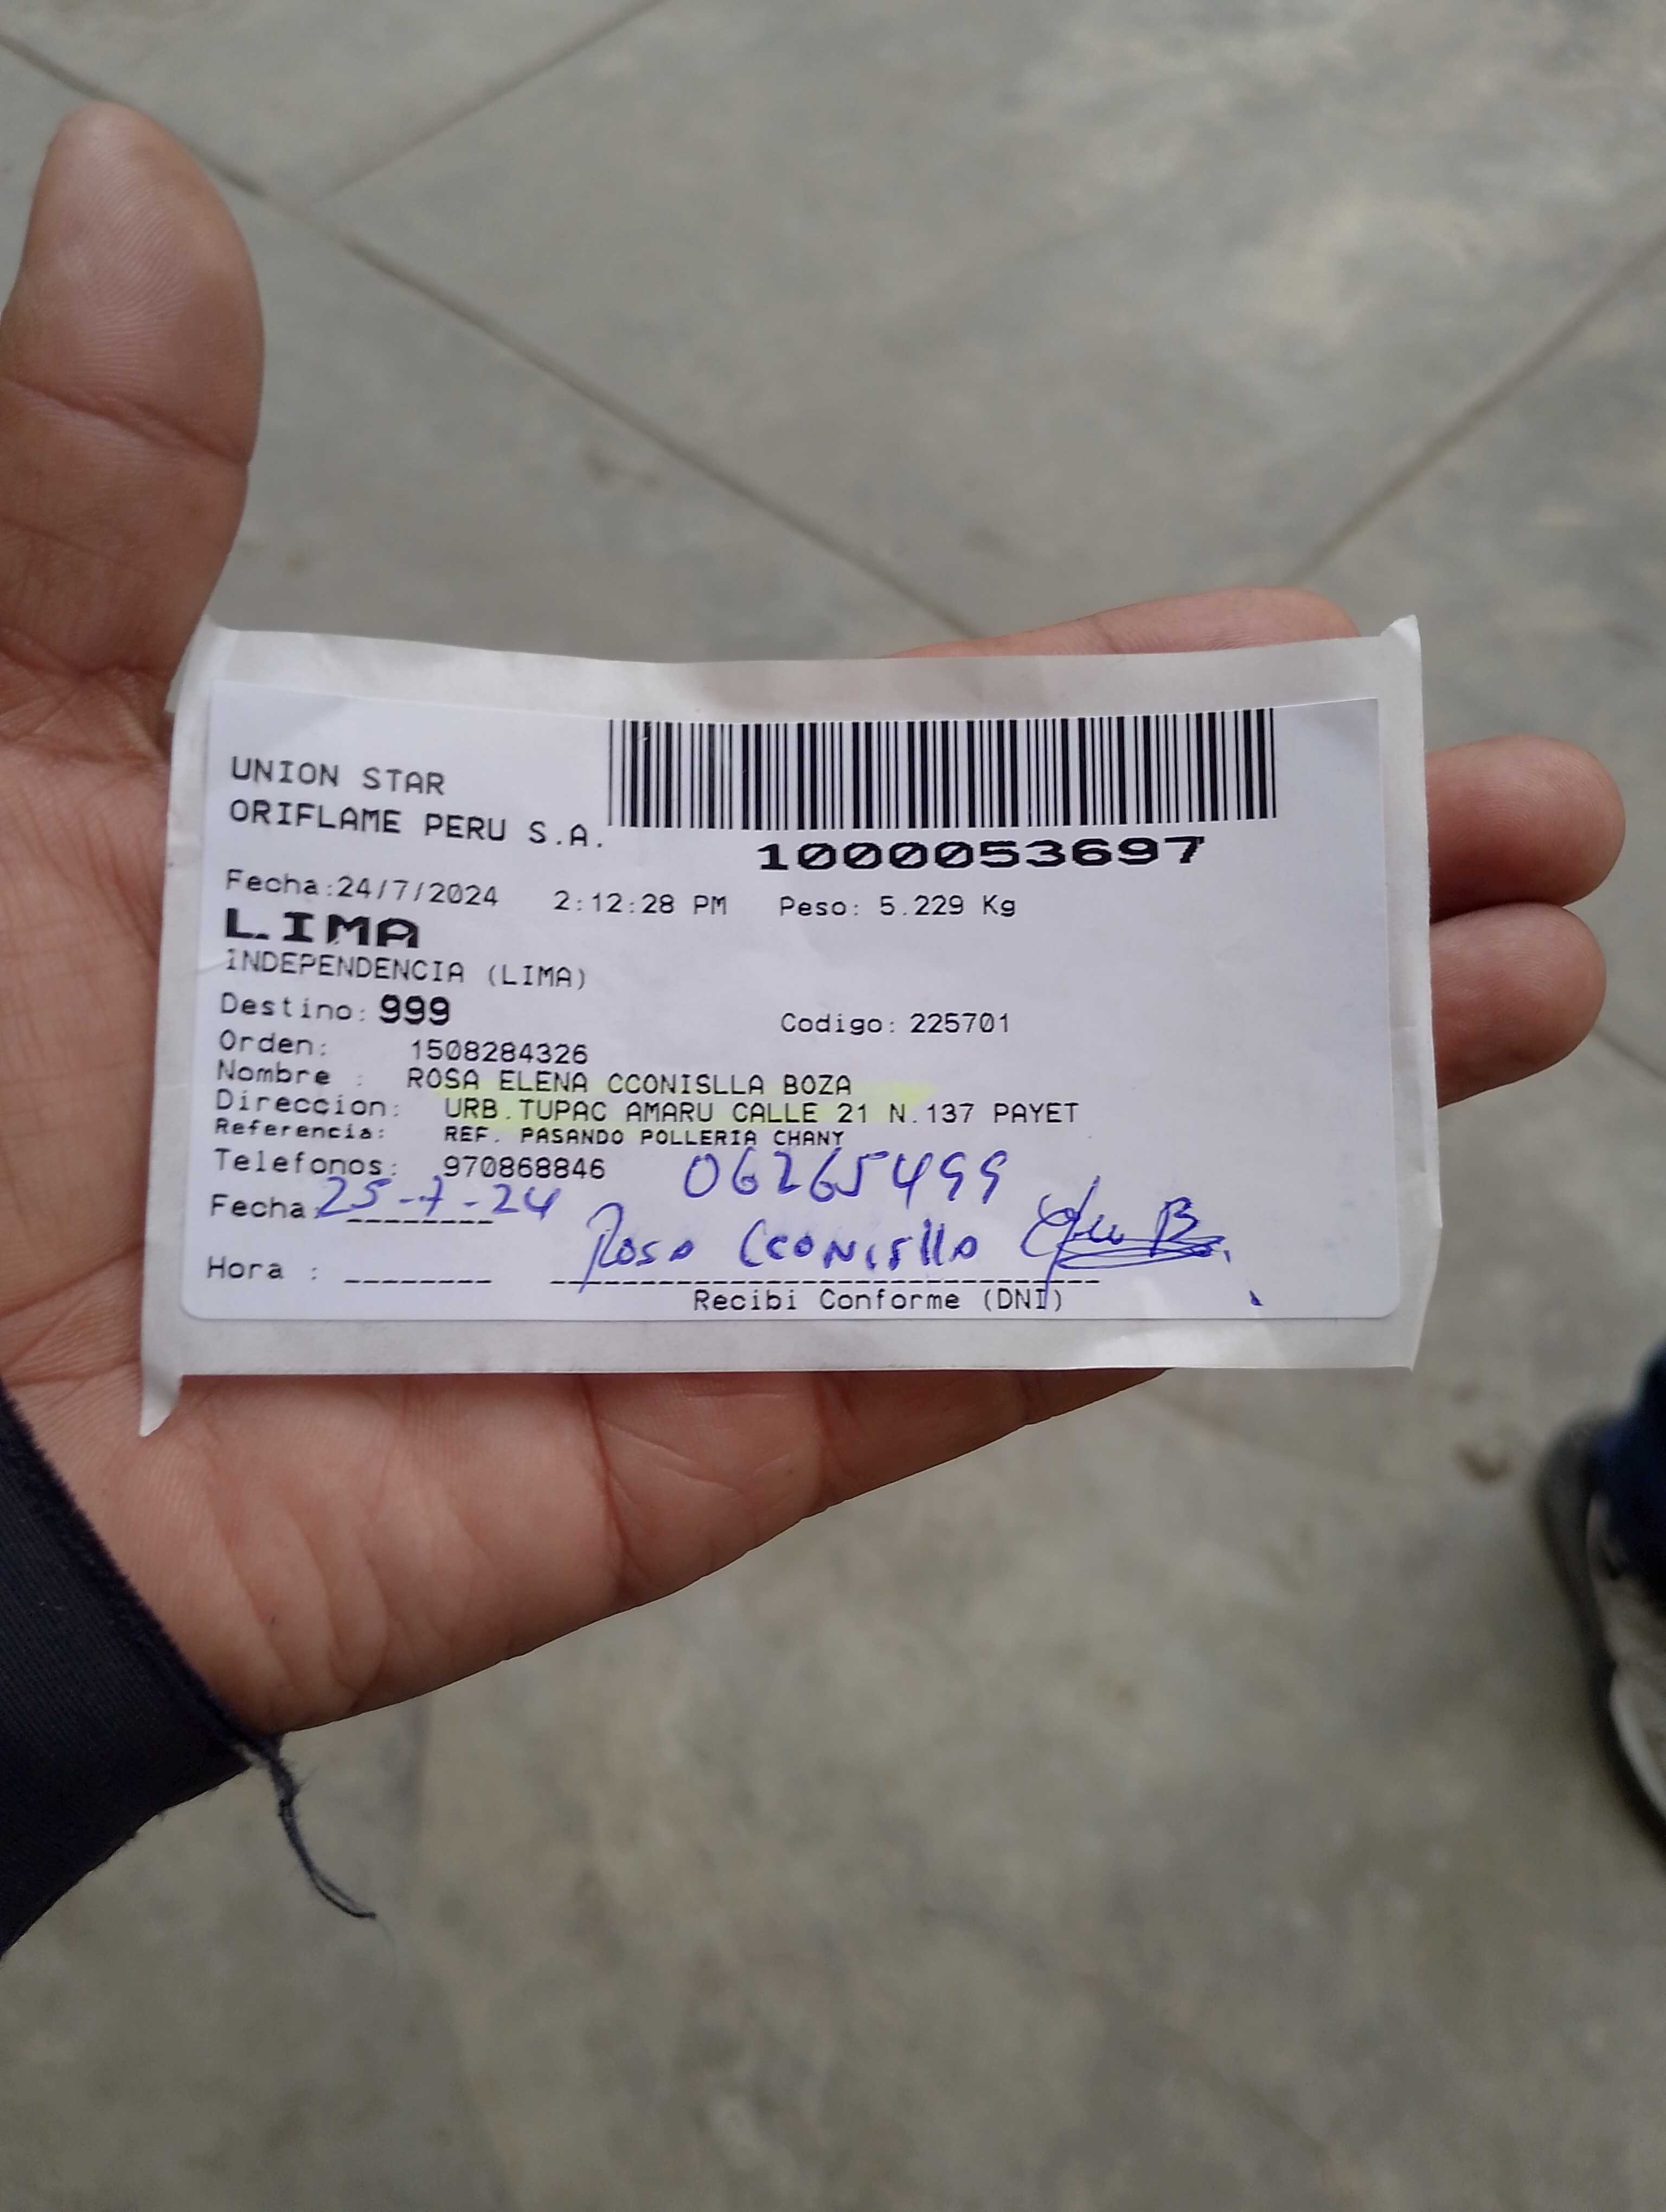 UNION STAR
ORIFLAME PERU S.A.
1000053697
Fecha:24/7/2024 2:12:28 PM Peso: 5.229 Kg
LIMA
INDEPENDENCIA (LIMA)
Destino: 999 Codigo: 225701
Orden: 1508284326
Nombre : ROSA ELENA CCONISLLA BOZA
Direccion: URB.TUPAC AMARU CALLE 21 N.137 PAYET
Referencia: REF. PASANDO POLLERIA CHANY
Telefonos: 970868846 06265499
Fecha: 25-7-24
Rosa Cconislla
Hora :
Recibi Conforme (DNI)